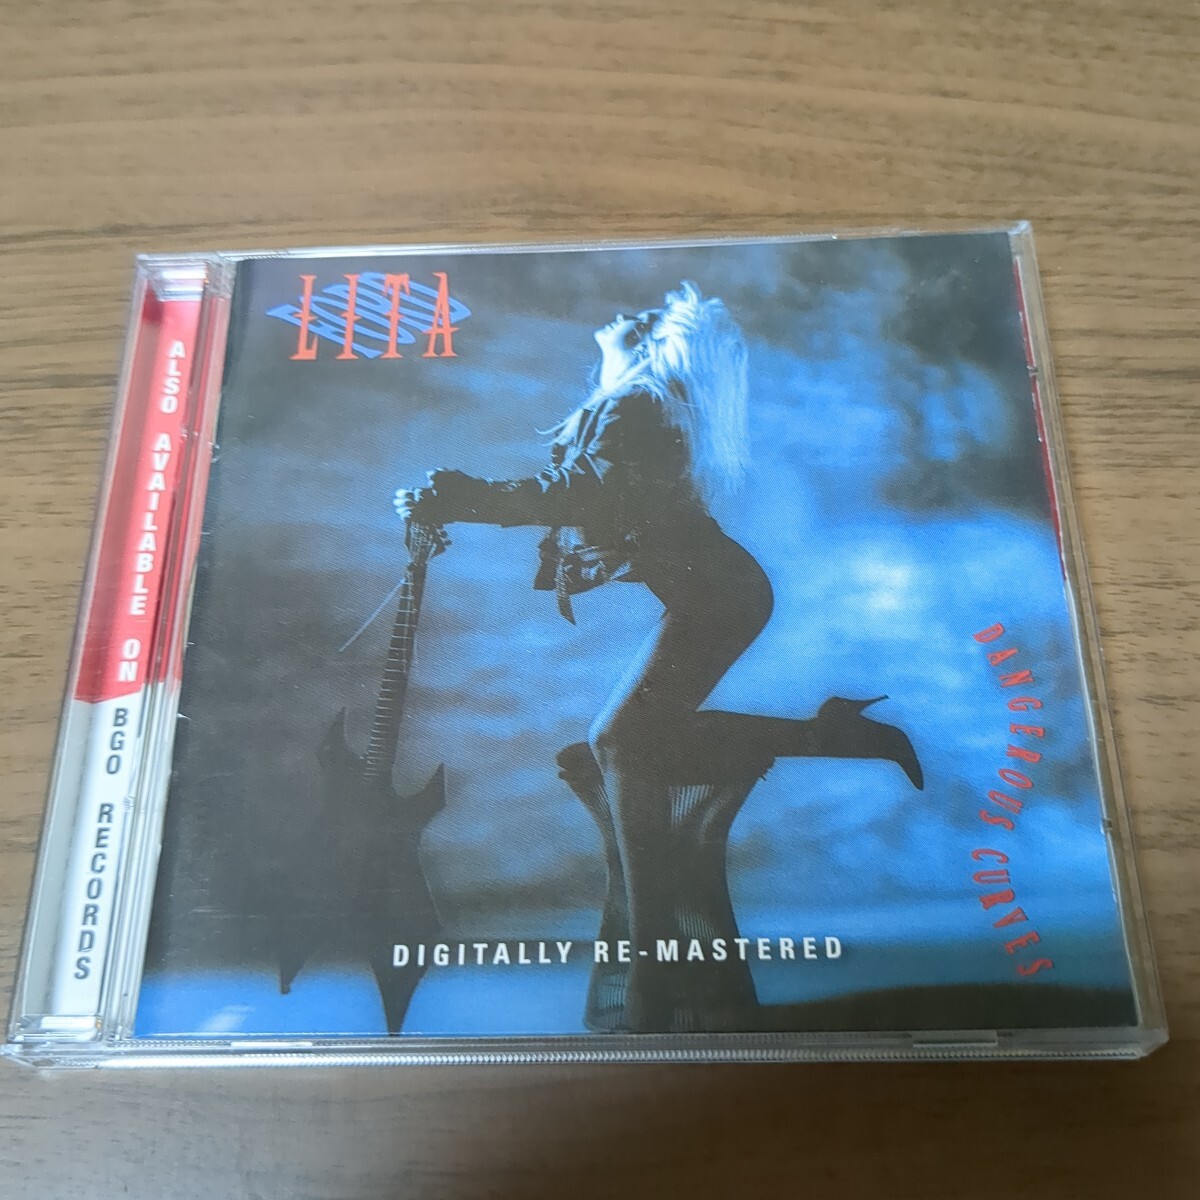 LITA
FORD
DANGEROUS CURVES
DIGITALLY RE-MASTERED
ALSO AVAILABLE ON BGO RECORDS